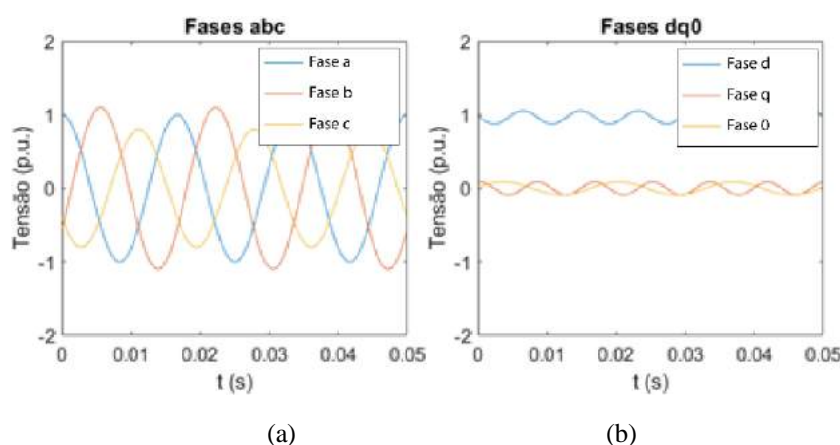 Fases abc
Tensão (p.u.)
2
1
0
-1
-2
0
0.01
0.02
0.03
0.04
0.05
t (s)
Fase a
Fase b
Fase c
(a)
Fases dq0
Tensão (p.u.)
2
1
0
-1
-2
0
0.01
0.02
0.03
0.04
0.05
t (s)
Fase d
Fase q
Fase 0
(b)